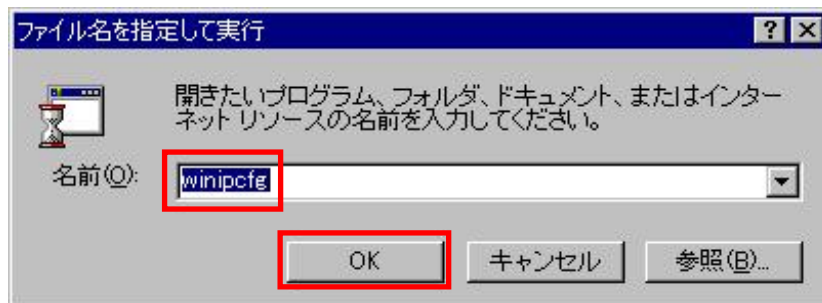 ファイル名を指定して実行
開きたいプログラム、フォルダ、ドキュメント、またはインター
ネット リソースの名前を入力してください。
名前(O):
winipcfg
OK
キャンセル
参照(B)...